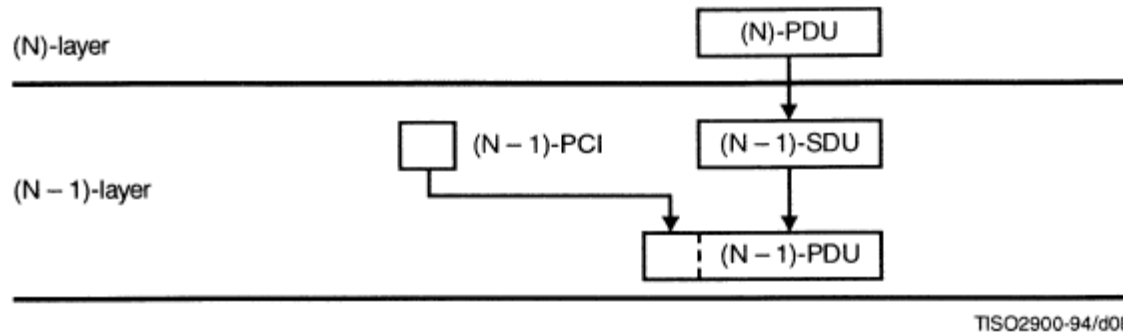 (N)-layer
(N)-PDU
(N – 1)-PCI
(N – 1)-SDU
(N – 1)-layer
(N – 1)-PDU